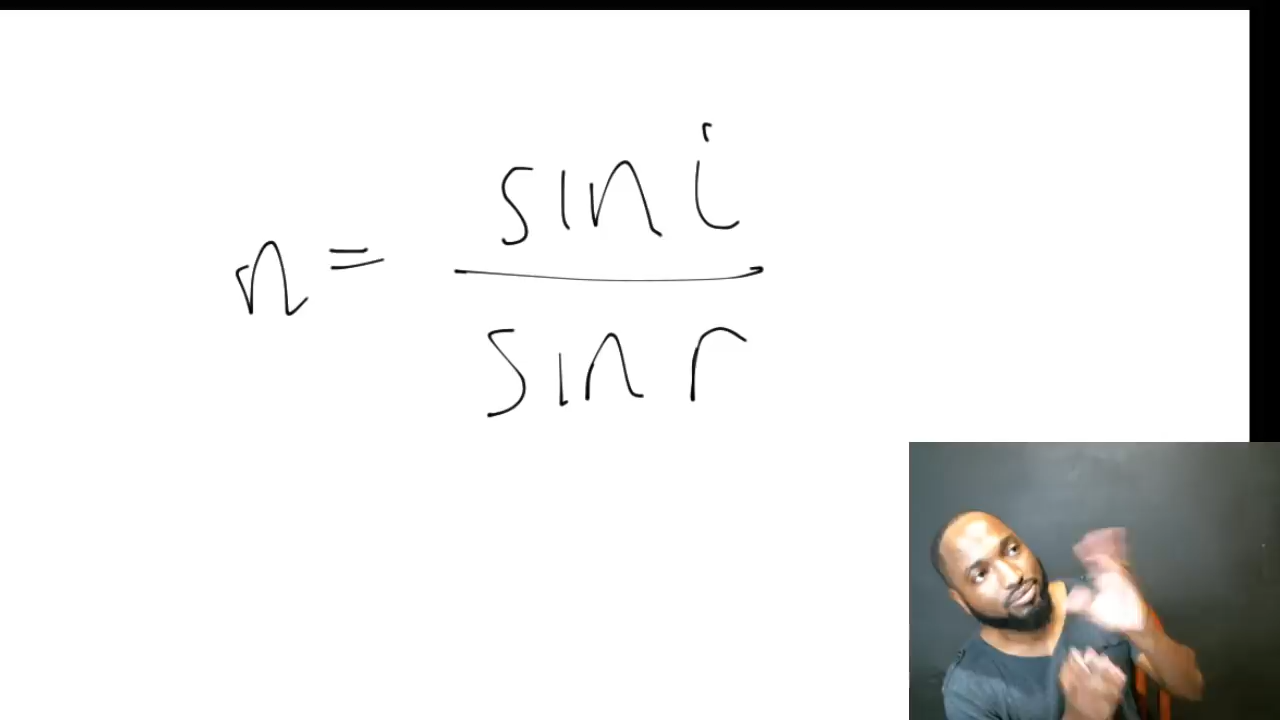 n = sin i
sin r